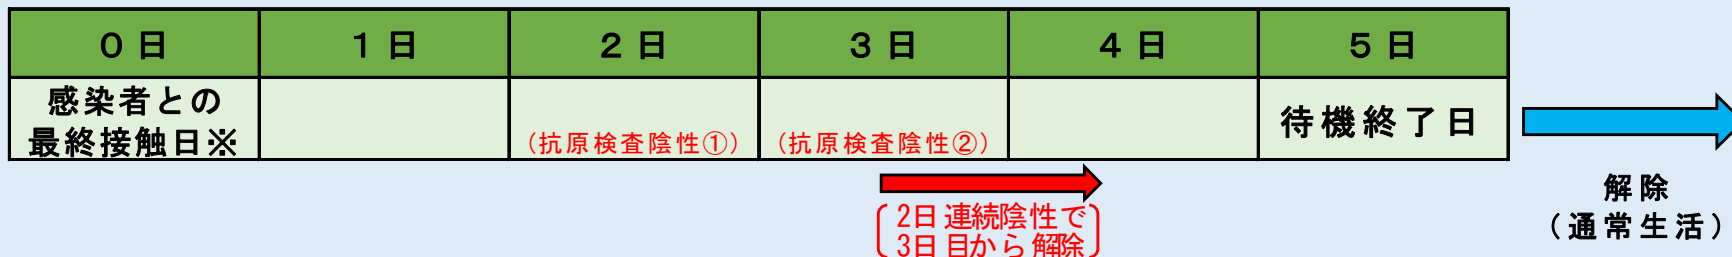 0日 1日 2日 3日 4日 5日
感染者との
最終接触日※
(抗原検査陰性①) (抗原検査陰性②)
待機終了日
2日連続陰性で
3日目から解除
解除
(通常生活)